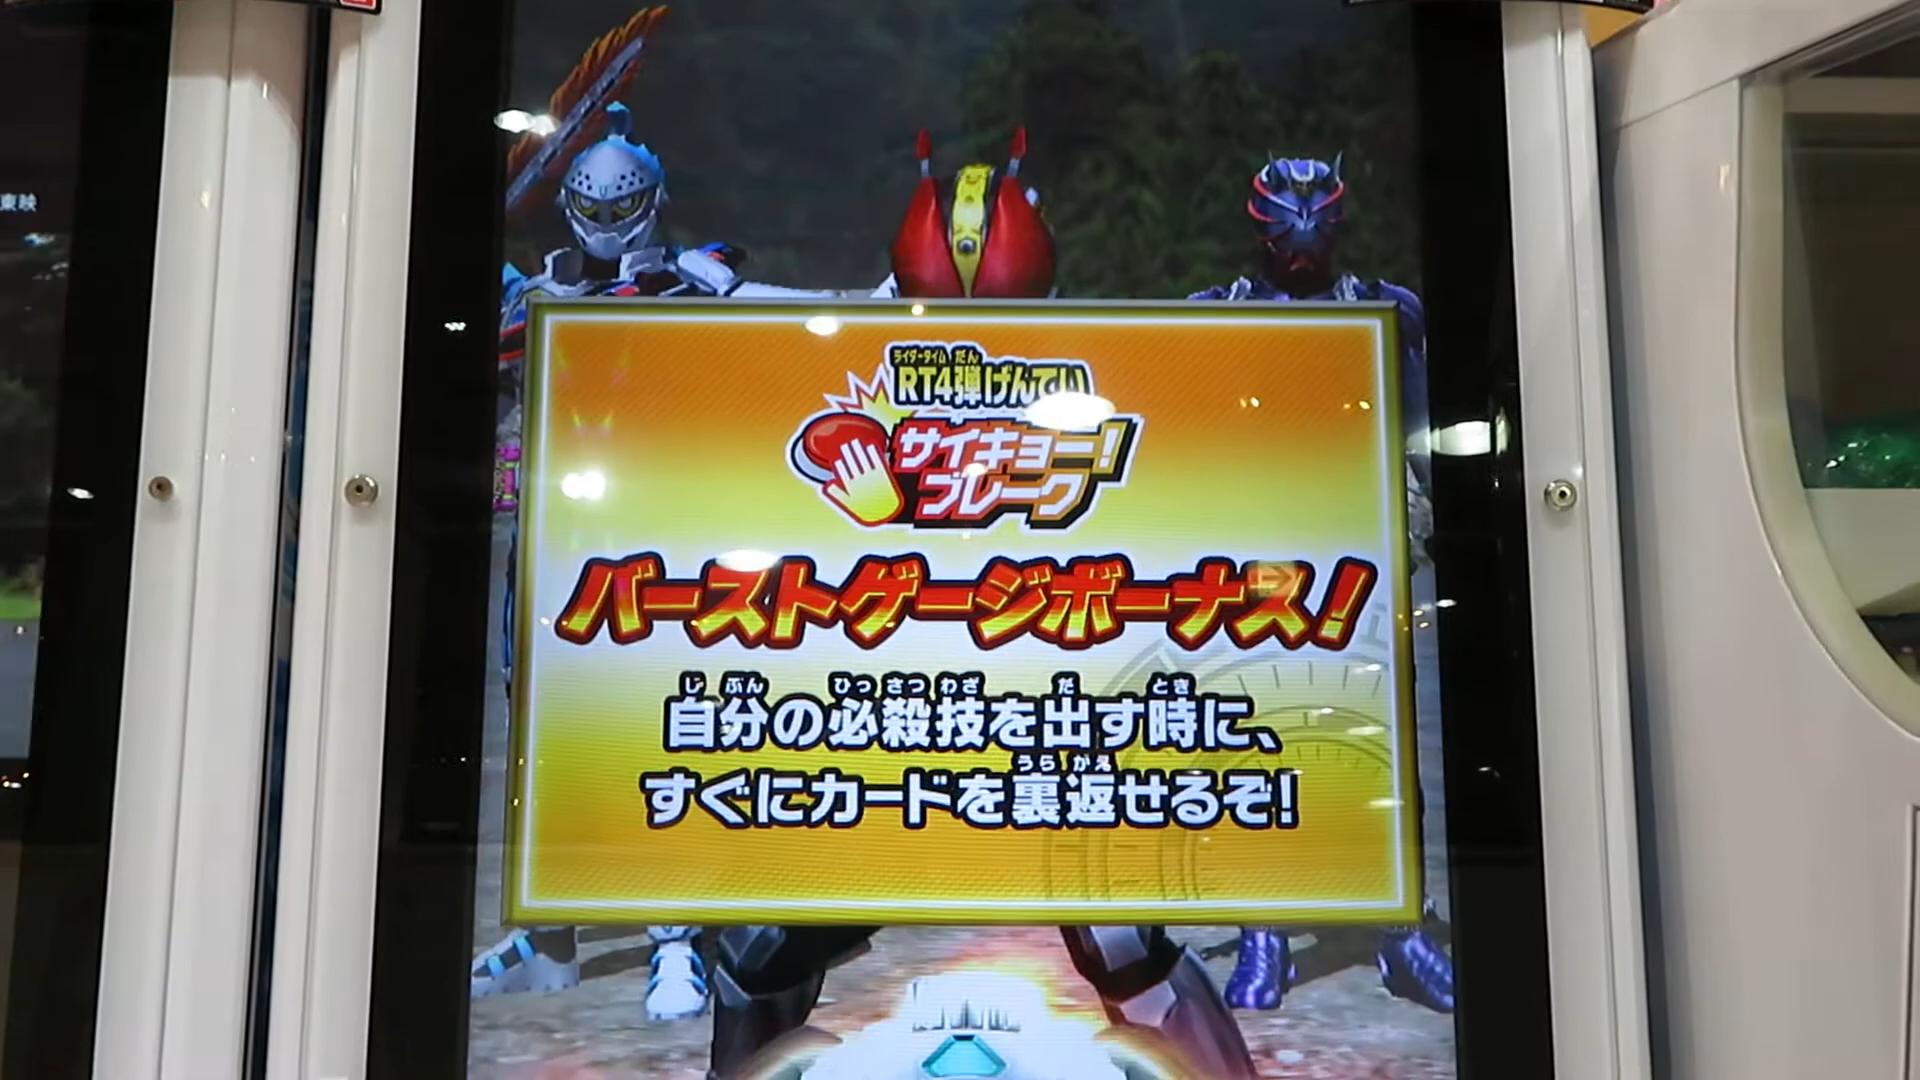 東映
ライダータイム だん
RT4弾げんてい
サイキョー!
ブレーク
バーストゲージボーナス!
じ ぶん ひっ さつ わざ だ とき
自分の必殺技を出す時に、
うら がえ
すぐにカードを裏返せるぞ!